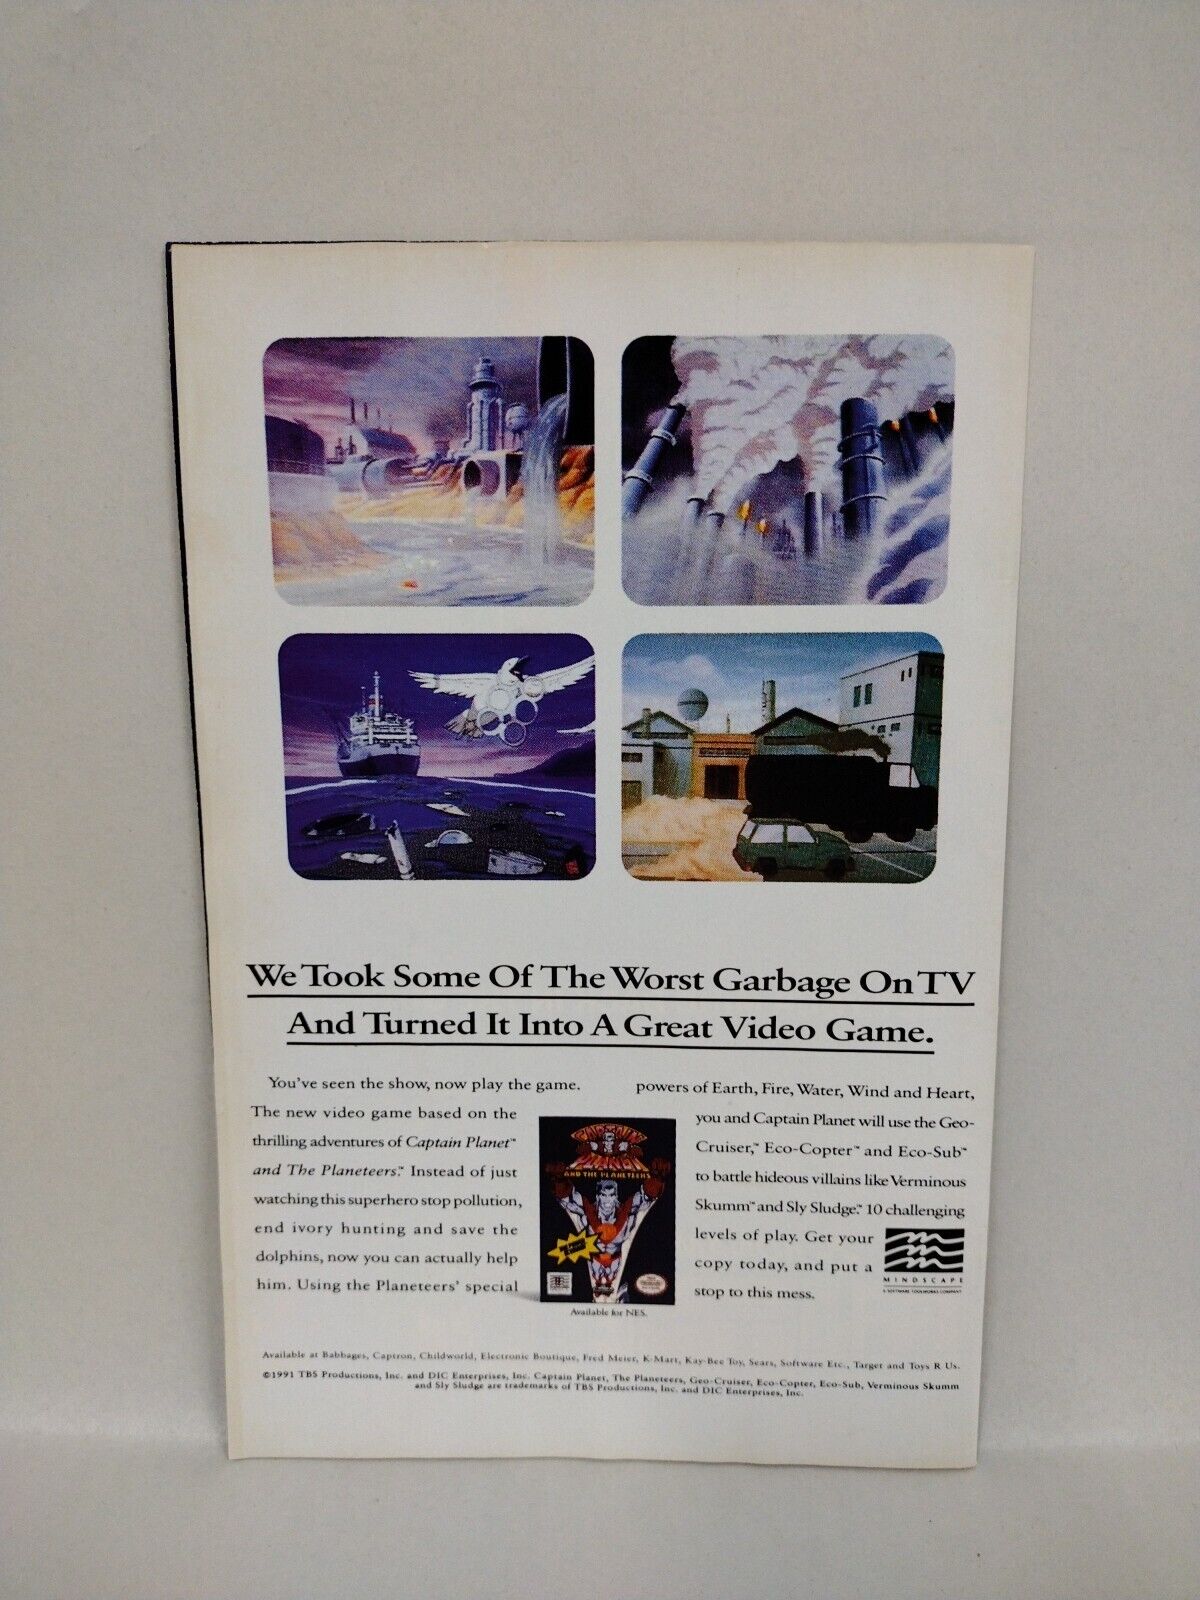 We Took Some Of The Worst Garbage On TV
And Turned It Into A Great Video Game.
You've seen the show, now play the game.
The new video game based on the
thrilling adventures of Captain Planet™
and The Planeteers.™ Instead of just
watching this superhero stop pollution,
end ivory hunting and save the
dolphins, now you can actually help
him. Using the Planeteers' special
CAPTAIN
PLANET
AND THE PLANETEERS
Available for NES.
powers of Earth, Fire, Water, Wind and Heart,
you and Captain Planet will use the Geo-
Cruiser,™ Eco-Copter™ and Eco-Sub™
to battle hideous villains like Verminous
Skumm™ and Sly Sludge.™ 10 challenging
levels of play. Get your
copy today, and put a
stop to this mess.
MINDSCAPE
A SOFTWARE TOOLWORKS COMPANY
Available at Babbages, Captron, Childworld, Electronic Boutique, Fred Meier, K-Mart, Kay-Bee Toy, Sears, Software Etc., Target and Toys R Us.
©1991 TBS Productions, Inc. and DIC Enterprises, Inc. Captain Planet, The Planeteers, Geo-Cruiser, Eco-Copter, Eco-Sub, Verminous Skumm
and Sly Sludge are trademarks of TBS Productions, Inc. and DIC Enterprises, Inc.